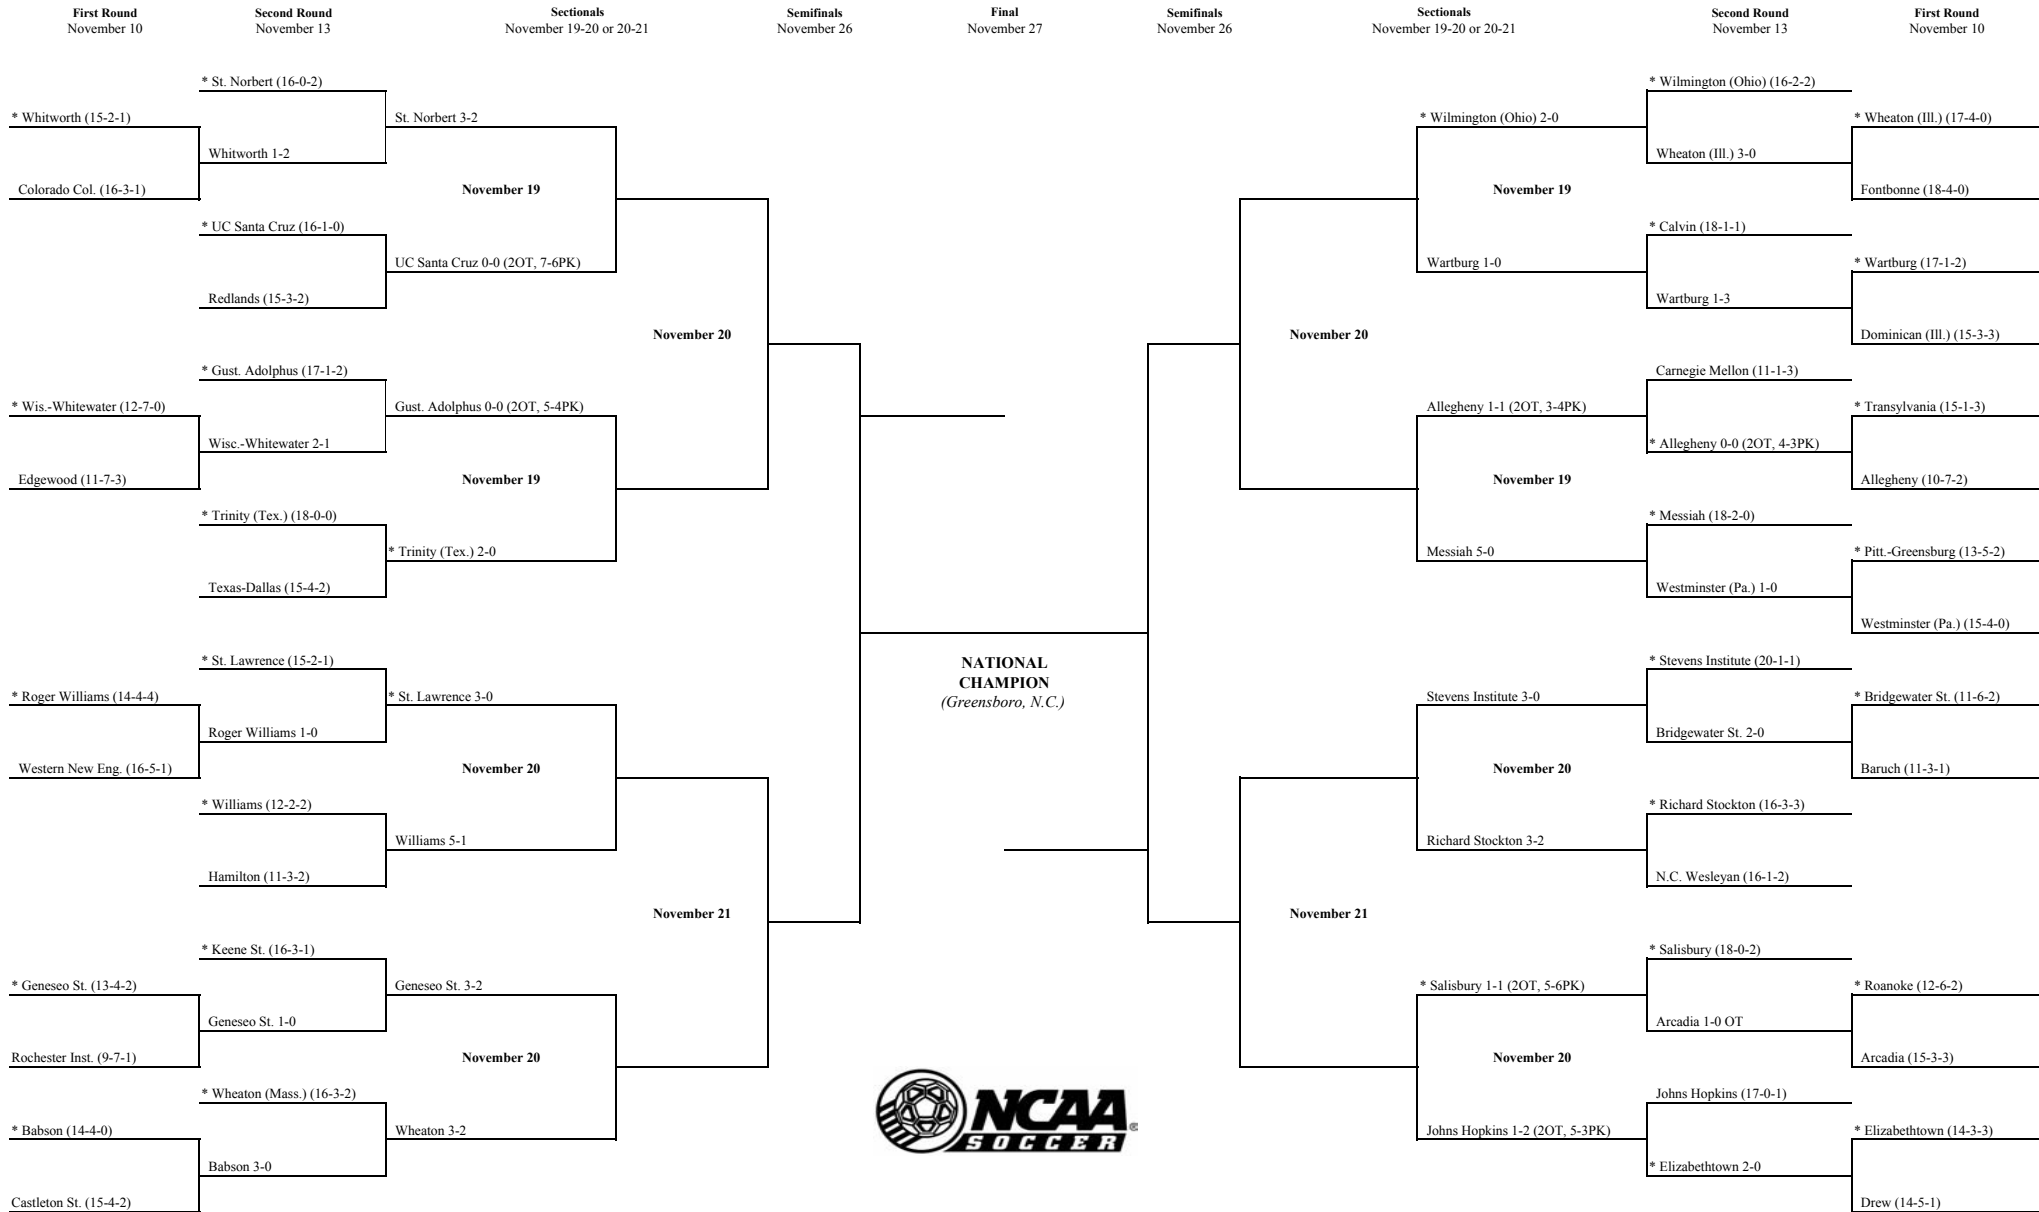 First Round
November 10
Second Round
November 13
Sectionals
November 19-20 or 20-21
Semifinals
November 26
Final
November 27
Semifinals
November 26
Sectionals
November 19-20 or 20-21
Second Round
November 13
First Round
November 10
* St. Norbert (16-0-2)
* Whitworth (15-2-1)
St. Norbert 3-2
Whitworth 1-2
Colorado Col. (16-3-1)
November 19
* UC Santa Cruz (16-1-0)
UC Santa Cruz 0-0 (2OT, 7-6PK)
Redlands (15-3-2)
November 20
* Gust. Adolphus (17-1-2)
* Wis.-Whitewater (12-7-0)
Gust. Adolphus 0-0 (2OT, 5-4PK)
Wisc.-Whitewater 2-1
Edgewood (11-7-3)
November 19
* Trinity (Tex.) (18-0-0)
* Trinity (Tex.) 2-0
Texas-Dallas (15-4-2)
* St. Lawrence (15-2-1)
* Roger Williams (14-4-4)
* St. Lawrence 3-0
Roger Williams 1-0
Western New Eng. (16-5-1)
November 20
* Williams (12-2-2)
Williams 5-1
Hamilton (11-3-2)
November 21
* Keene St. (16-3-1)
* Geneseo St. (13-4-2)
Geneseo St. 3-2
Geneseo St. 1-0
Rochester Inst. (9-7-1)
November 20
* Wheaton (Mass.) (16-3-2)
* Babson (14-4-0)
Wheaton 3-2
Babson 3-0
Castleton St. (15-4-2)
NATIONAL
CHAMPION
(Greensboro, N.C.)
NCAA
SOCCER
®
* Wilmington (Ohio) (16-2-2)
* Wilmington (Ohio) 2-0
* Wheaton (Ill.) (17-4-0)
Wheaton (Ill.) 3-0
November 19
Fontbonne (18-4-0)
* Calvin (18-1-1)
Wartburg 1-0
* Wartburg (17-1-2)
Wartburg 1-3
November 20
Dominican (Ill.) (15-3-3)
Carnegie Mellon (11-1-3)
Allegheny 1-1 (2OT, 3-4PK)
* Transylvania (15-1-3)
* Allegheny 0-0 (2OT, 4-3PK)
November 19
Allegheny (10-7-2)
* Messiah (18-2-0)
Messiah 5-0
* Pitt.-Greensburg (13-5-2)
Westminster (Pa.) 1-0
Westminster (Pa.) (15-4-0)
* Stevens Institute (20-1-1)
Stevens Institute 3-0
* Bridgewater St. (11-6-2)
Bridgewater St. 2-0
November 20
Baruch (11-3-1)
* Richard Stockton (16-3-3)
Richard Stockton 3-2
N.C. Wesleyan (16-1-2)
November 21
* Salisbury (18-0-2)
* Salisbury 1-1 (2OT, 5-6PK)
* Roanoke (12-6-2)
Arcadia 1-0 OT
November 20
Arcadia (15-3-3)
Johns Hopkins (17-0-1)
Johns Hopkins 1-2 (2OT, 5-3PK)
* Elizabethtown (14-3-3)
* Elizabethtown 2-0
Drew (14-5-1)